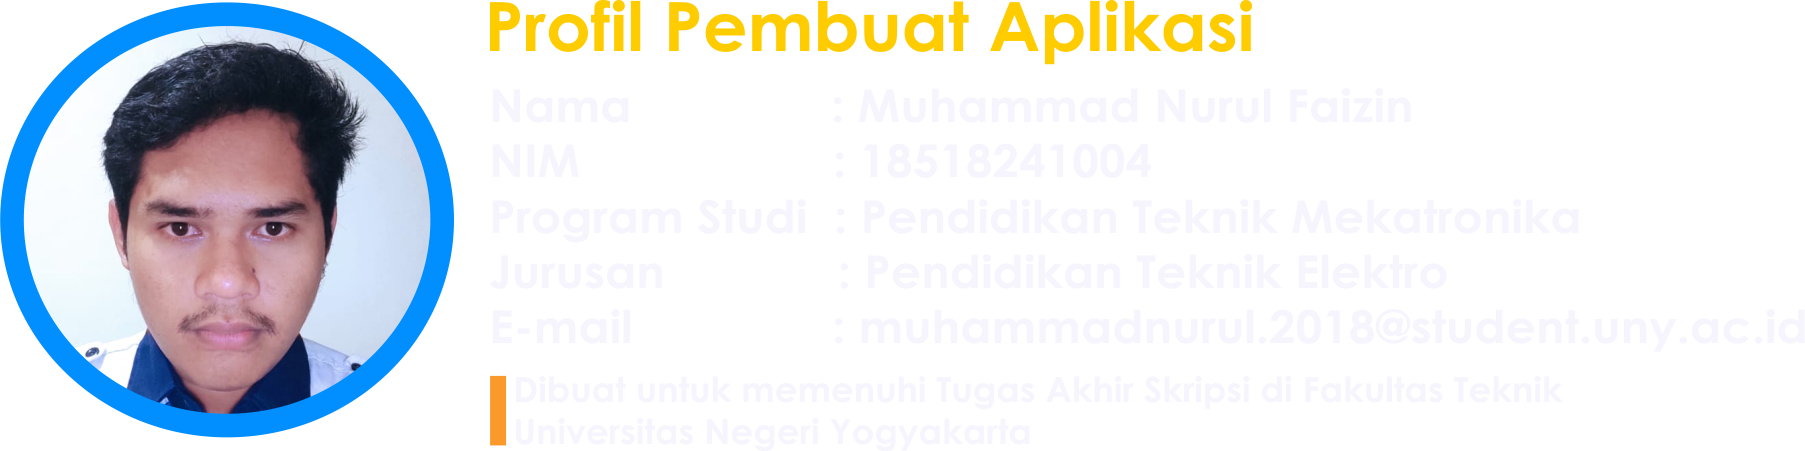 Profil Pembuat Aplikasi
Nama : Muhammad Nurul Faizin
NIM : 18518241004
Program Studi : Pendidikan Teknik Mekatronika
Jurusan : Pendidikan Teknik Elektro
E-mail : muhammadnurul.2018@student.uny.ac.id
Dibuat untuk memenuhi Tugas Akhir Skripsi di Fakultas Teknik
Universitas Negeri Yogyakarta